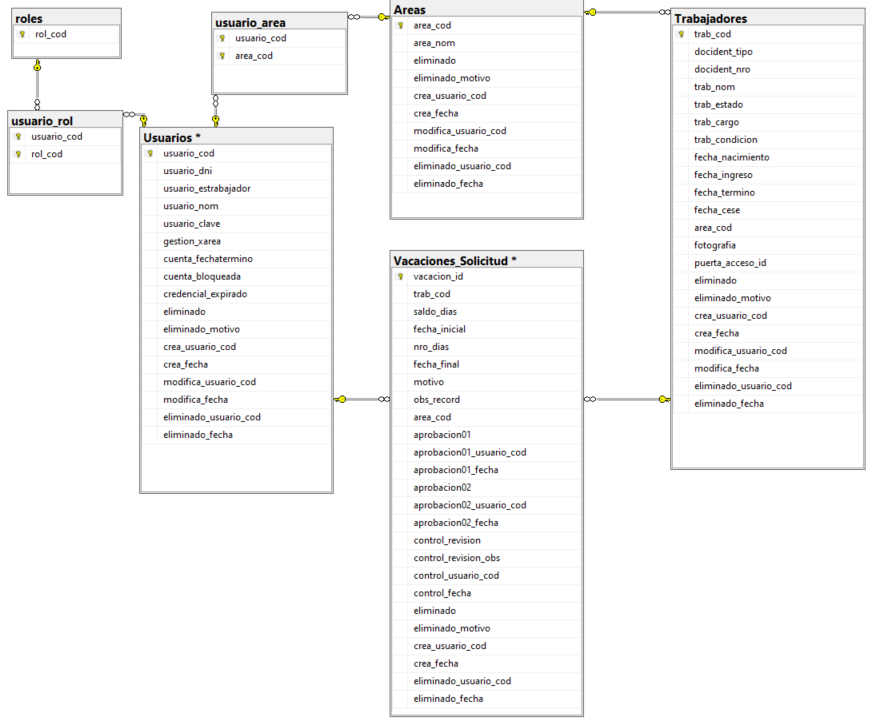 roles
rol_cod
usuario_rol
usuario_cod
rol_cod
usuario_area
usuario_cod
area_cod
Usuarios *
usuario_cod
usuario_dni
usuario_estrabajador
usuario_nom
usuario_clave
gestion_xarea
cuenta_fechatermino
cuenta_bloqueada
credencial_expirado
eliminado
eliminado_motivo
crea_usuario_cod
crea_fecha
modifica_usuario_cod
modifica_fecha
eliminado_usuario_cod
eliminado_fecha
Areas
area_cod
area_nom
eliminado
eliminado_motivo
crea_usuario_cod
crea_fecha
modifica_usuario_cod
modifica_fecha
eliminado_usuario_cod
eliminado_fecha
Vacaciones_Solicitud *
vacacion_id
trab_cod
saldo_dias
fecha_inicial
nro_dias
fecha_final
motivo
obs_record
area_cod
aprobacion01
aprobacion01_usuario_cod
aprobacion01_fecha
aprobacion02
aprobacion02_usuario_cod
aprobacion02_fecha
control_revision
control_revision_obs
control_usuario_cod
control_fecha
eliminado
eliminado_motivo
crea_usuario_cod
crea_fecha
eliminado_usuario_cod
eliminado_fecha
Trabajadores
trab_cod
docident_tipo
docident_nro
trab_nom
trab_estado
trab_cargo
trab_condicion
fecha_nacimiento
fecha_ingreso
fecha_termino
fecha_cese
area_cod
fotografia
puerta_acceso_id
eliminado
eliminado_motivo
crea_usuario_cod
crea_fecha
modifica_usuario_cod
modifica_fecha
eliminado_usuario_cod
eliminado_fecha